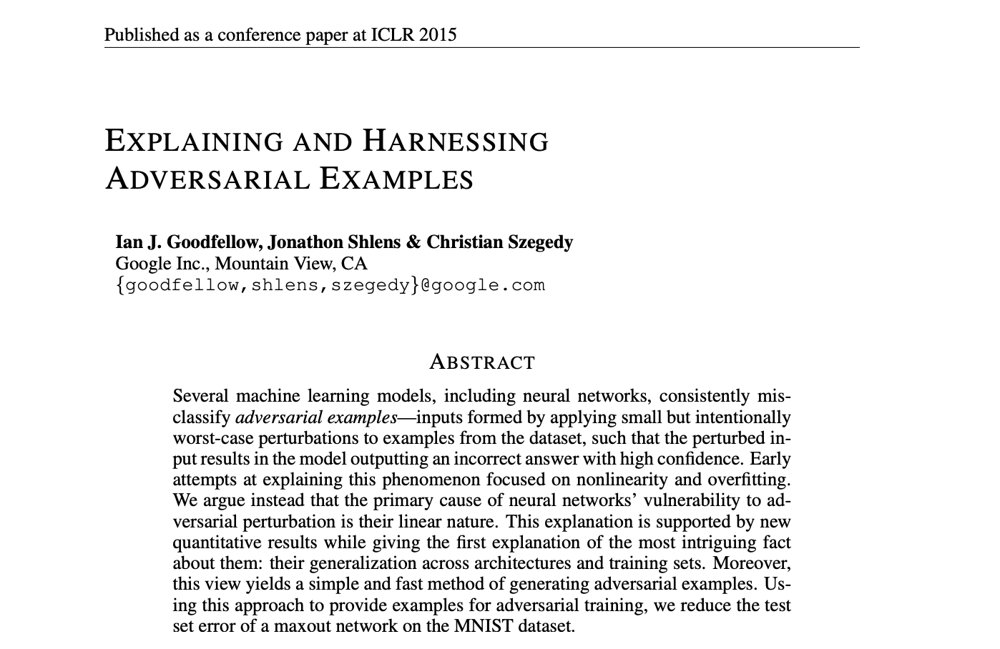 Published as a conference paper at ICLR 2015
EXPLAINING AND HARNESSING
ADVERSARIAL EXAMPLES
Ian J. Goodfellow, Jonathon Shlens & Christian Szegedy
Google Inc., Mountain View, CA
{goodfellow,shlens,szegedy}@google.com
ABSTRACT
Several machine learning models, including neural networks, consistently mis-
classify adversarial examples—inputs formed by applying small but intentionally
worst-case perturbations to examples from the dataset, such that the perturbed in-
put results in the model outputting an incorrect answer with high confidence. Early
attempts at explaining this phenomenon focused on nonlinearity and overfitting.
We argue instead that the primary cause of neural networks’ vulnerability to ad-
versarial perturbation is their linear nature. This explanation is supported by new
quantitative results while giving the first explanation of the most intriguing fact
about them: their generalization across architectures and training sets. Moreover,
this view yields a simple and fast method of generating adversarial examples. Us-
ing this approach to provide examples for adversarial training, we reduce the test
set error of a maxout network on the MNIST dataset.